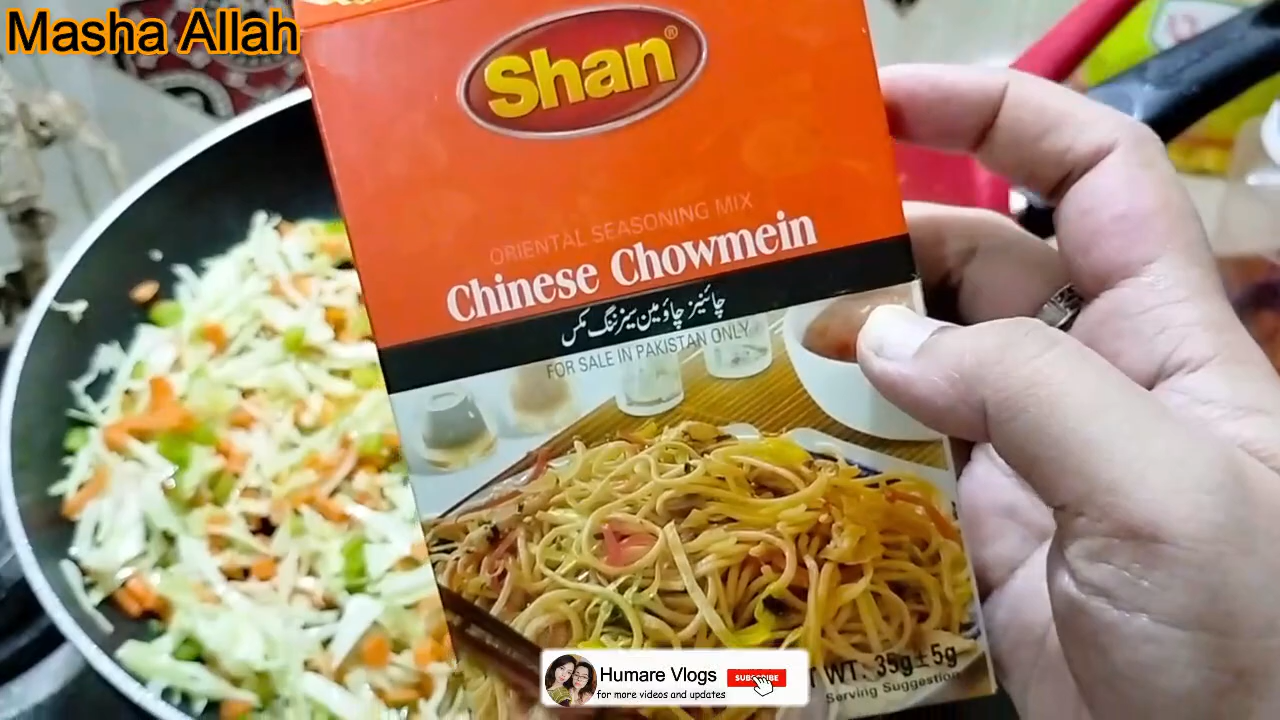 Masha Allah
Shan®
ORIENTAL SEASONING MIX
Chinese Chowmein
چائنیز چاؤمین سیزننگ مکس
FOR SALE IN PAKISTAN ONLY
T WT. 35g±5g
Serving Suggestion
Humare Vlogs
SUBSCRIBE
for more videos and updates